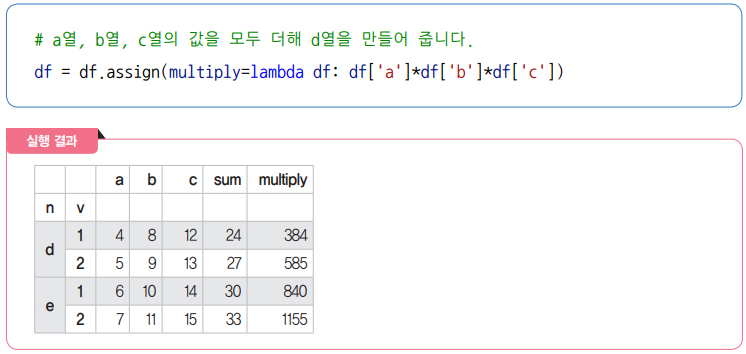 # a열, b열, c열의 값을 모두 더해 d열을 만들어 줍니다.
df = df.assign(multiply=lambda df: df['a']*df['b']*df['c'])
실행 결과
a b c sum multiply
n v
d 1 4 8 12 24 384
2 5 9 13 27 585
e 1 6 10 14 30 840
2 7 11 15 33 1155